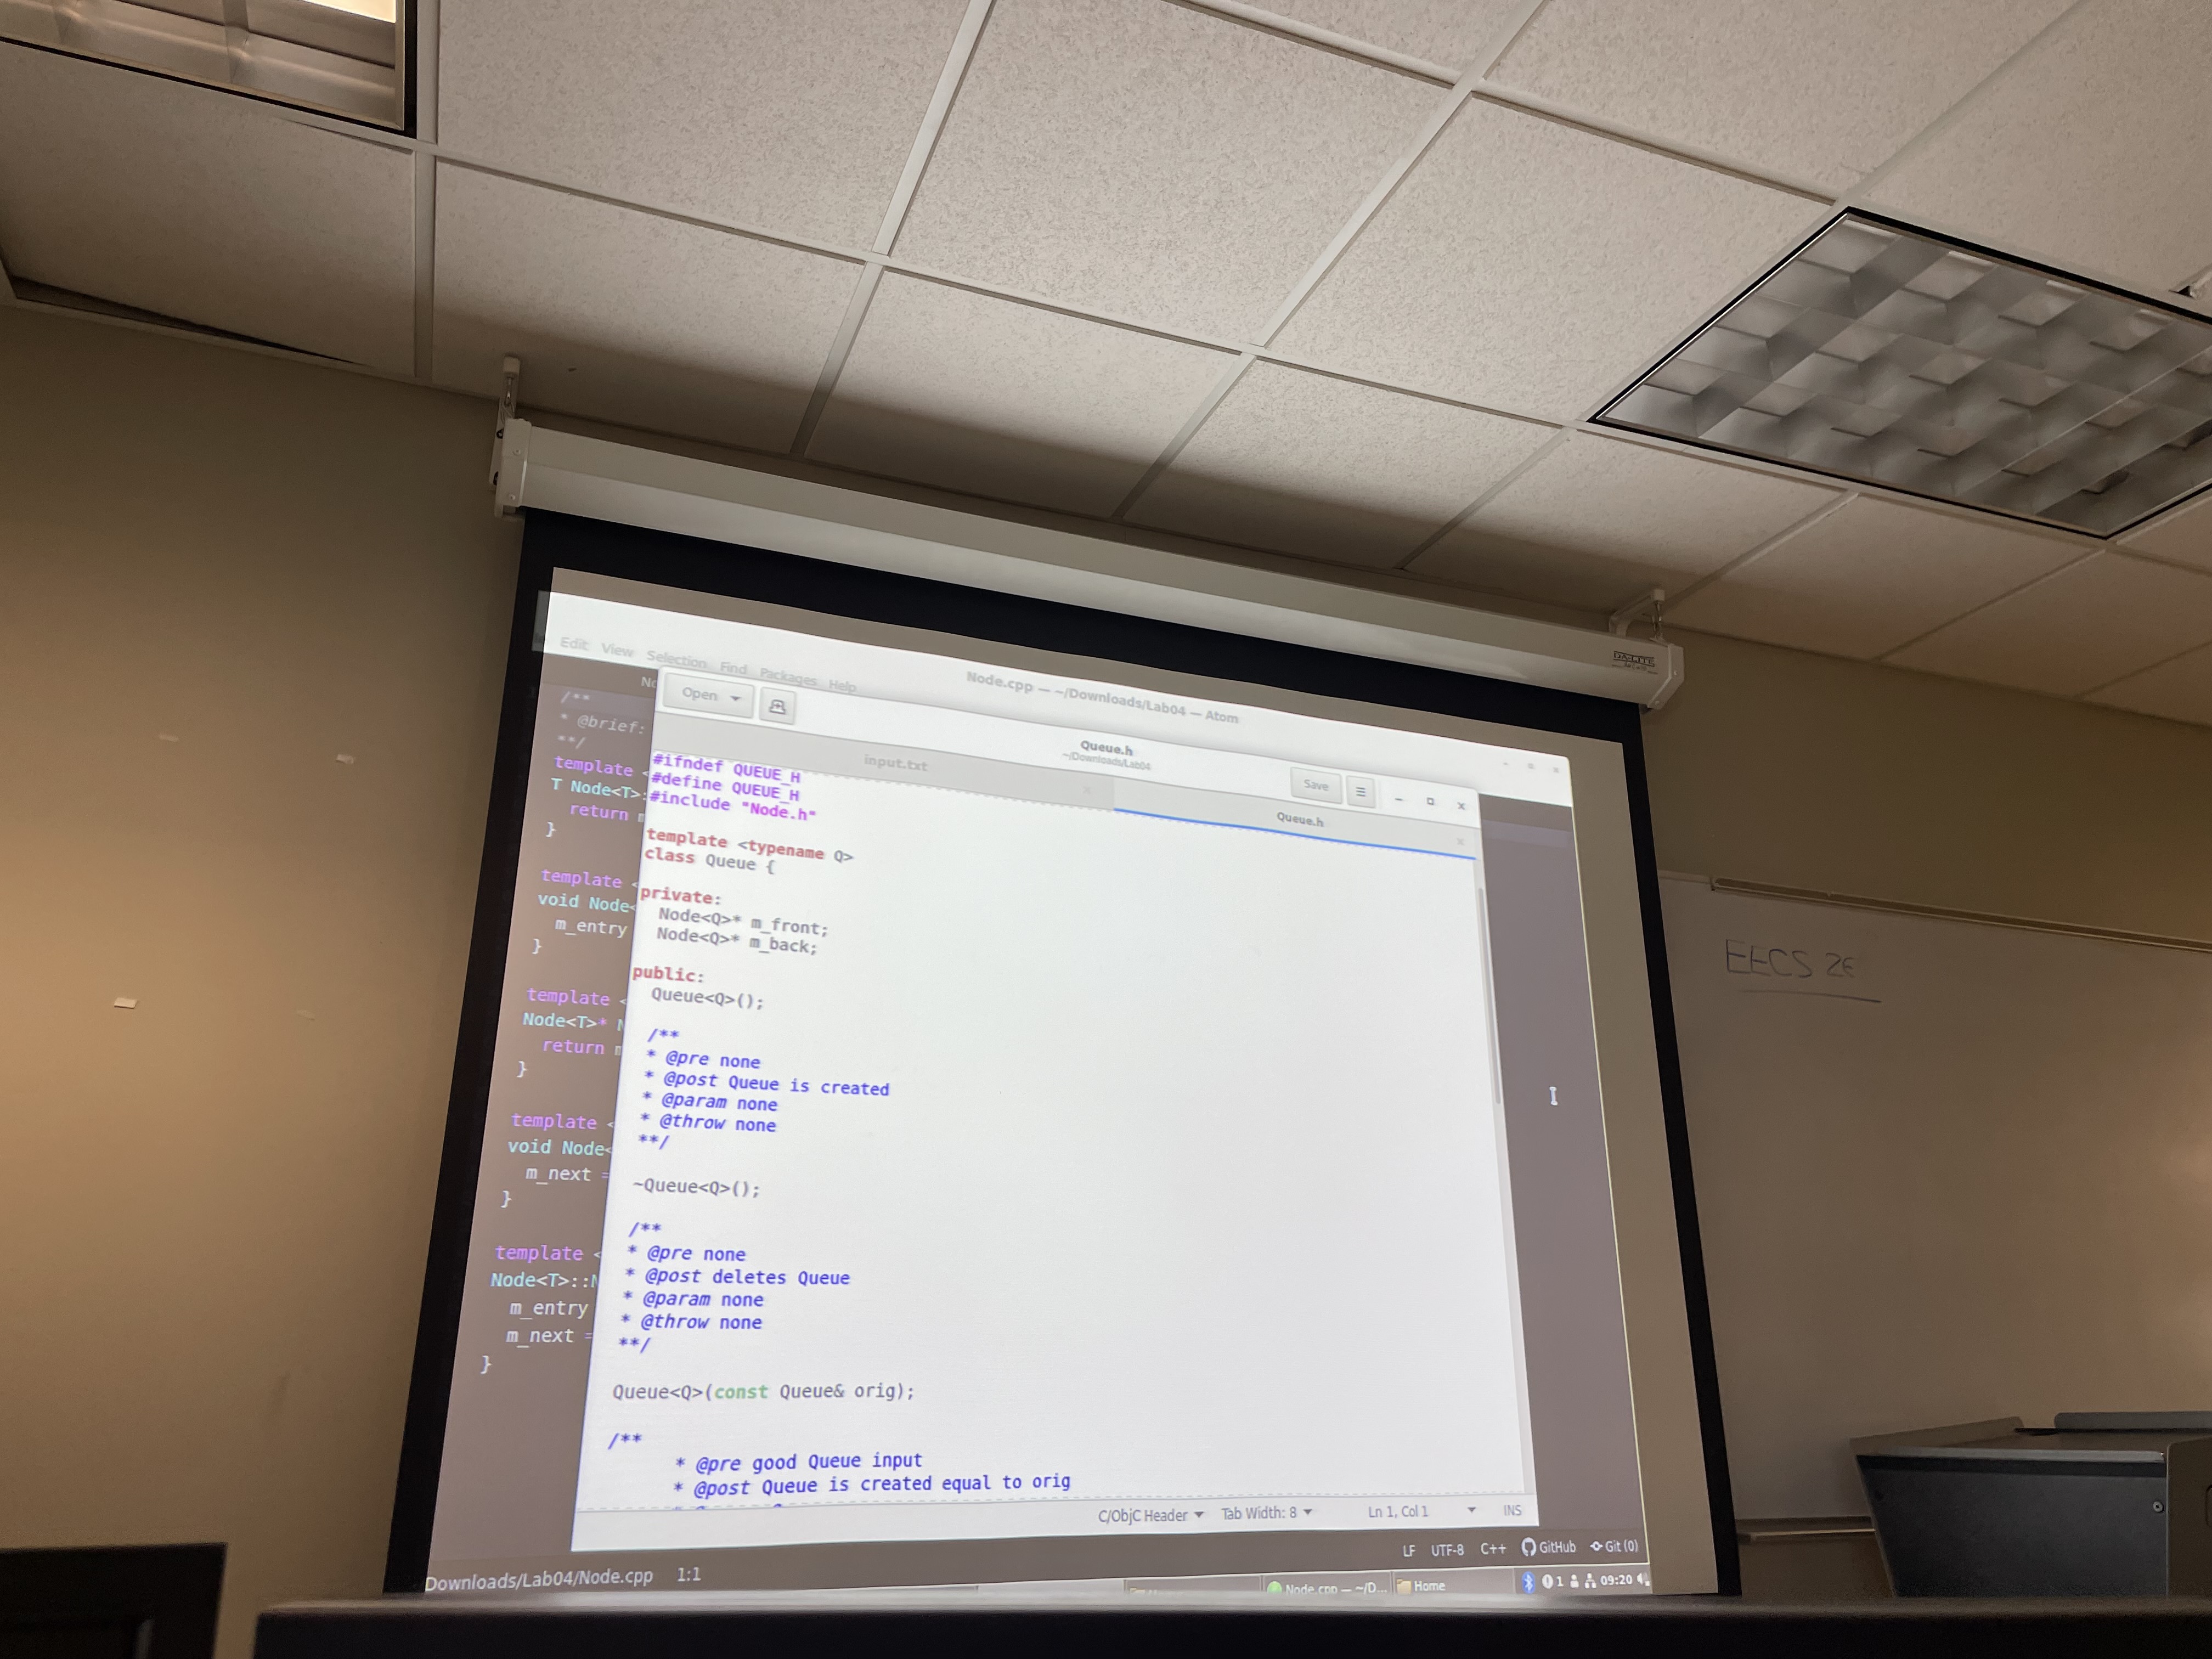 Edit View Selection Find Packages Help
Node.cpp — ~/Downloads/Lab04 — Atom
Open
Queue.h
~/Downloads/Lab04
Save
input.txt
Queue.h
#ifndef QUEUE_H
#define QUEUE_H
#include "Node.h"
template <typename Q>
class Queue {
private:
Node<Q>* m_front;
Node<Q>* m_back;
public:
Queue<Q>();
/**
* @pre none
* @post Queue is created
* @param none
* @throw none
**/
~Queue<Q>();
/**
* @pre none
* @post deletes Queue
* @param none
* @throw none
**/
Queue<Q>(const Queue& orig);
/**
* @pre good Queue input
* @post Queue is created equal to orig
C/ObjC Header Tab Width: 8 Ln 1, Col 1 INS
/**
* @brief:
**/
template <
T Node<T>:
return
}
template <
void Node<
m_entry
}
template <
Node<T>*
return
}
template <
void Node<
m_next =
}
template <
Node<T>::
m_entry
m_next =
}
LF UTF-8 C++ GitHub Git (0)
Downloads/Lab04/Node.cpp 1:1
Node.cpp — ~/D... Home 1 09:20
DA-LITE
EECS 26